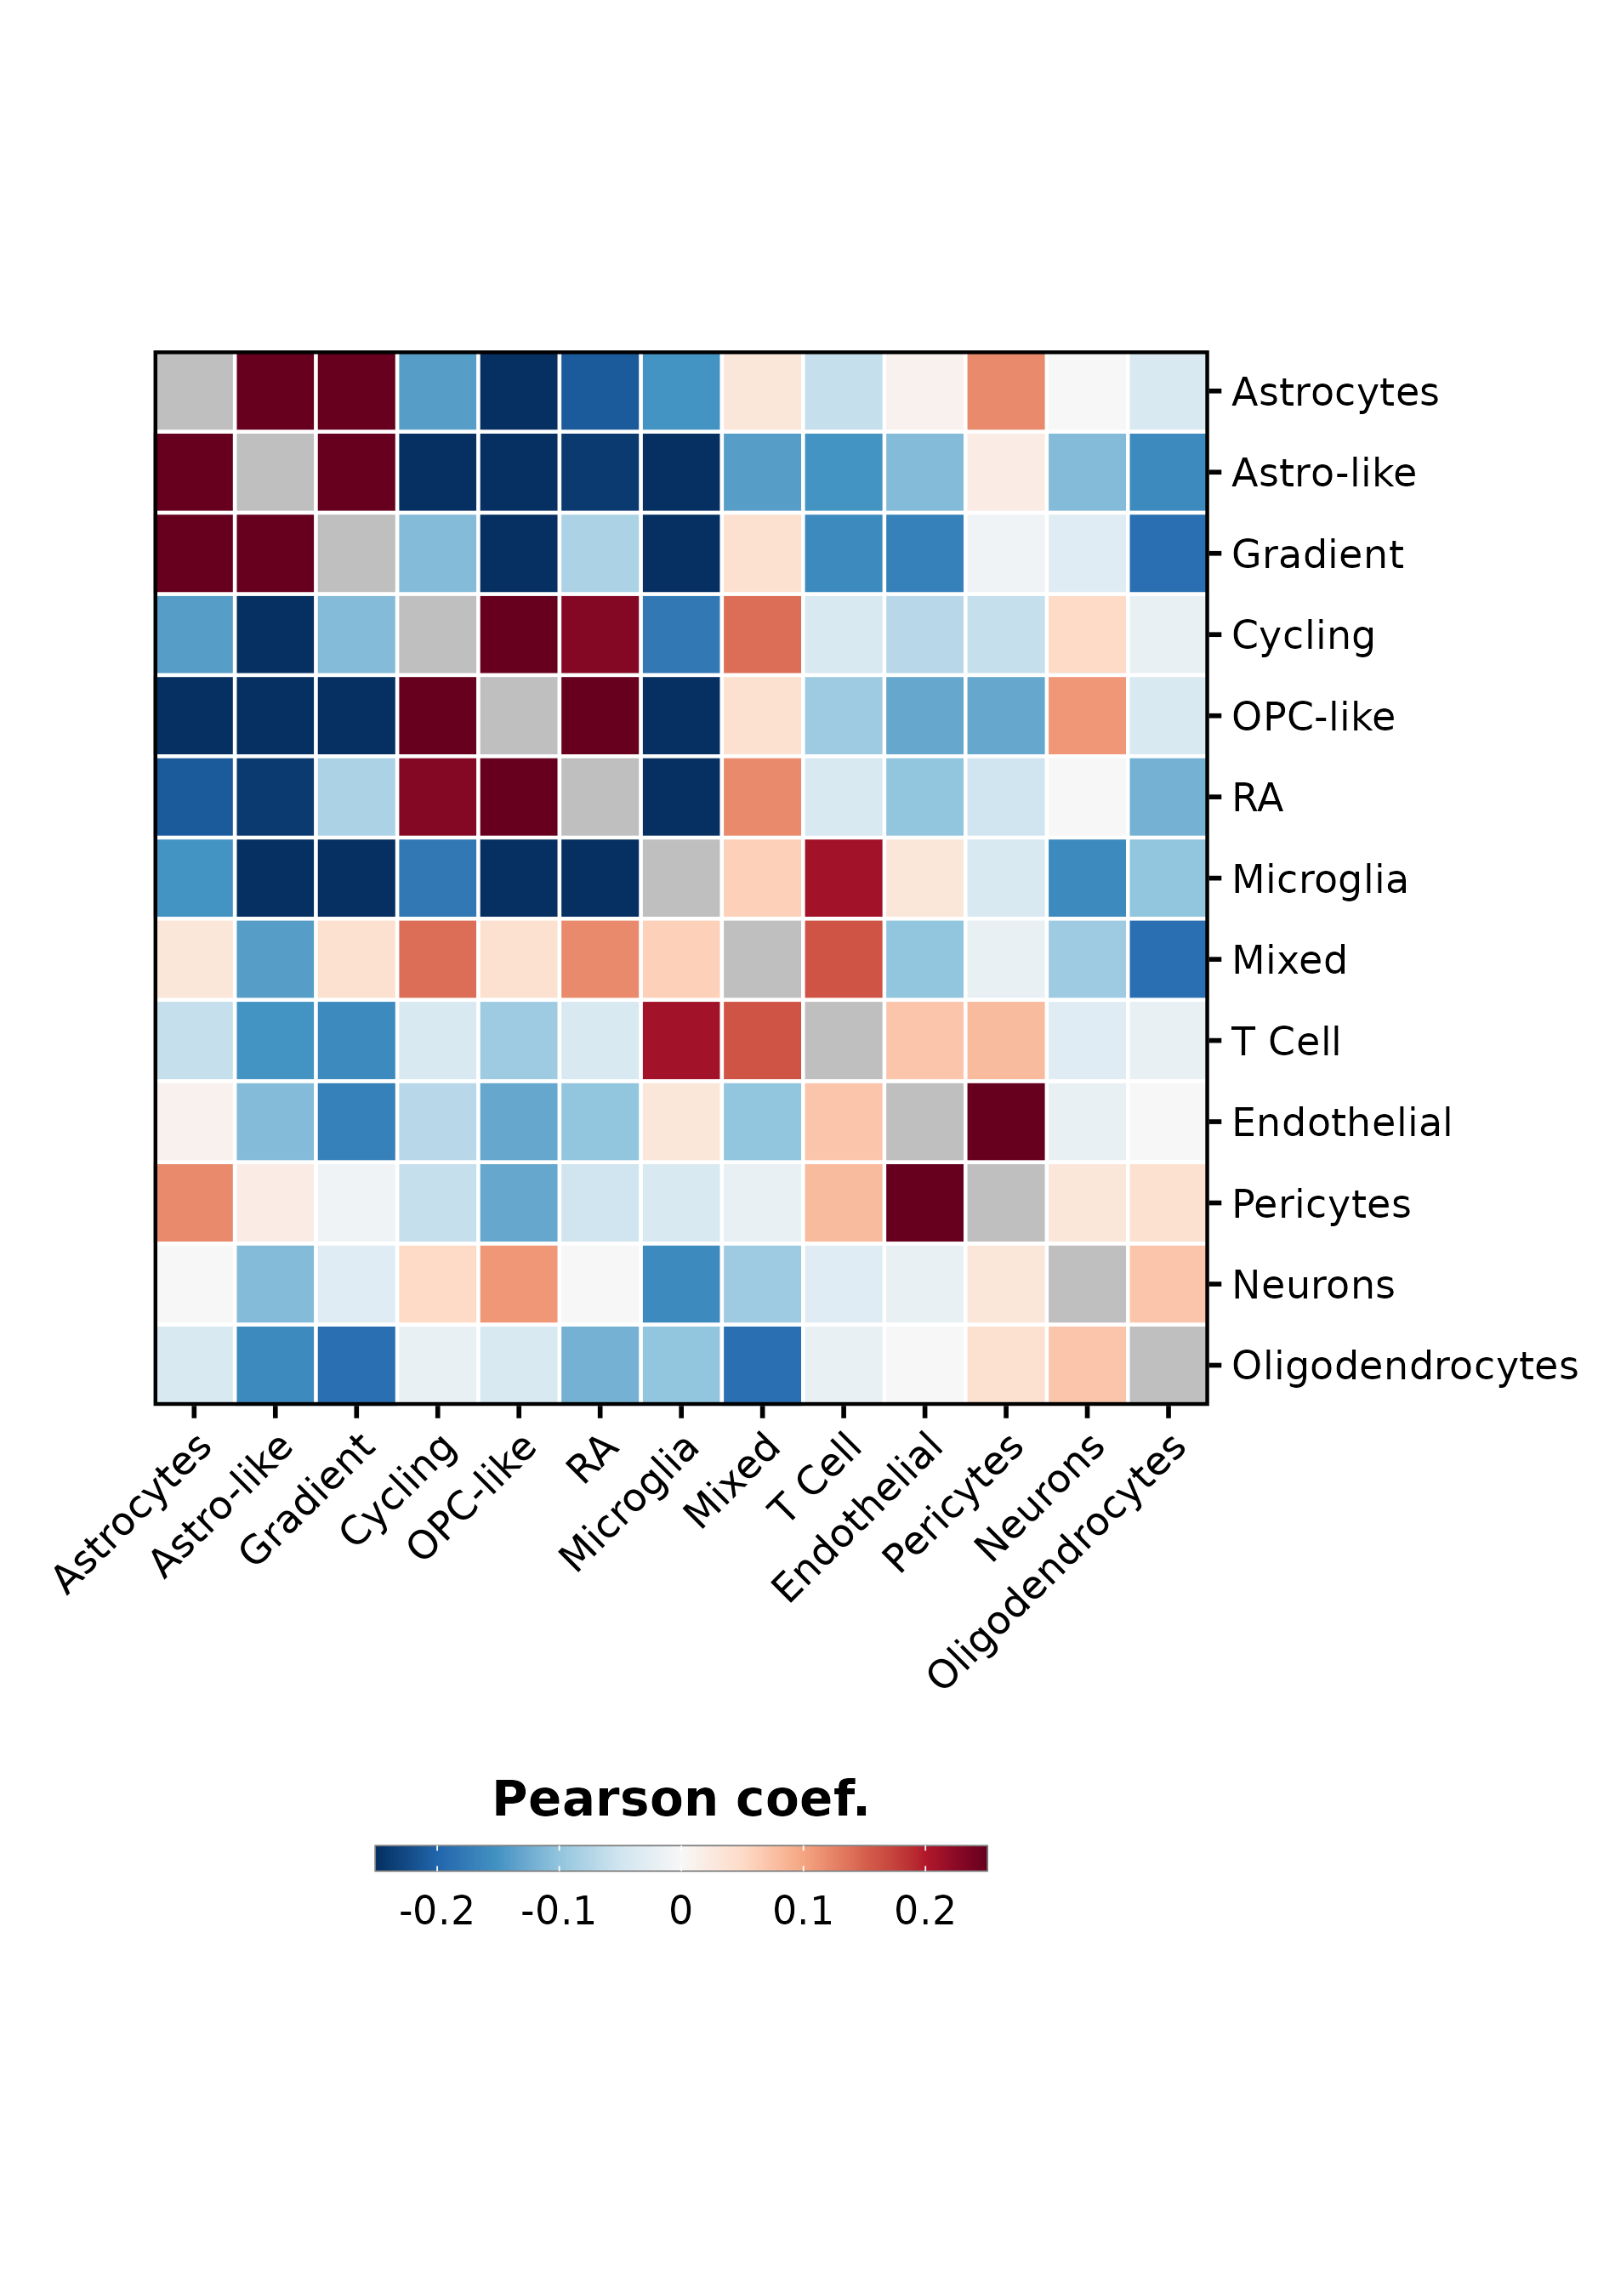 Astrocytes
Astro-like
Gradient
Cycling
OPC-like
RA
Microglia
Mixed
T Cell
Endothelial
Pericytes
Neurons
Oligodendrocytes
Astrocytes
Astro-like
Gradient
Cycling
OPC-like
RA
Microglia
Mixed
T Cell
Endothelial
Pericytes
Neurons
Oligodendrocytes
Pearson coef.
-0.2 -0.1 0 0.1 0.2